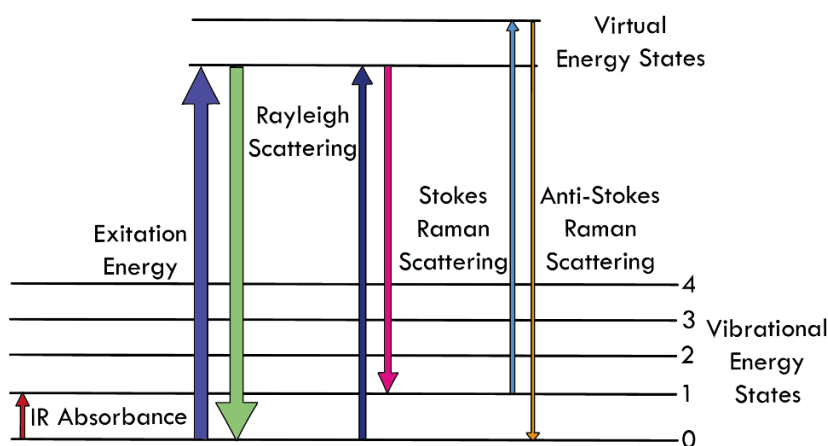 Virtual
Energy States
Rayleigh
Scattering
Stokes
Raman
Scattering
Anti-Stokes
Raman
Scattering
Exitation
Energy
4
3
2
1
0
Vibrational
Energy
States
IR Absorbance